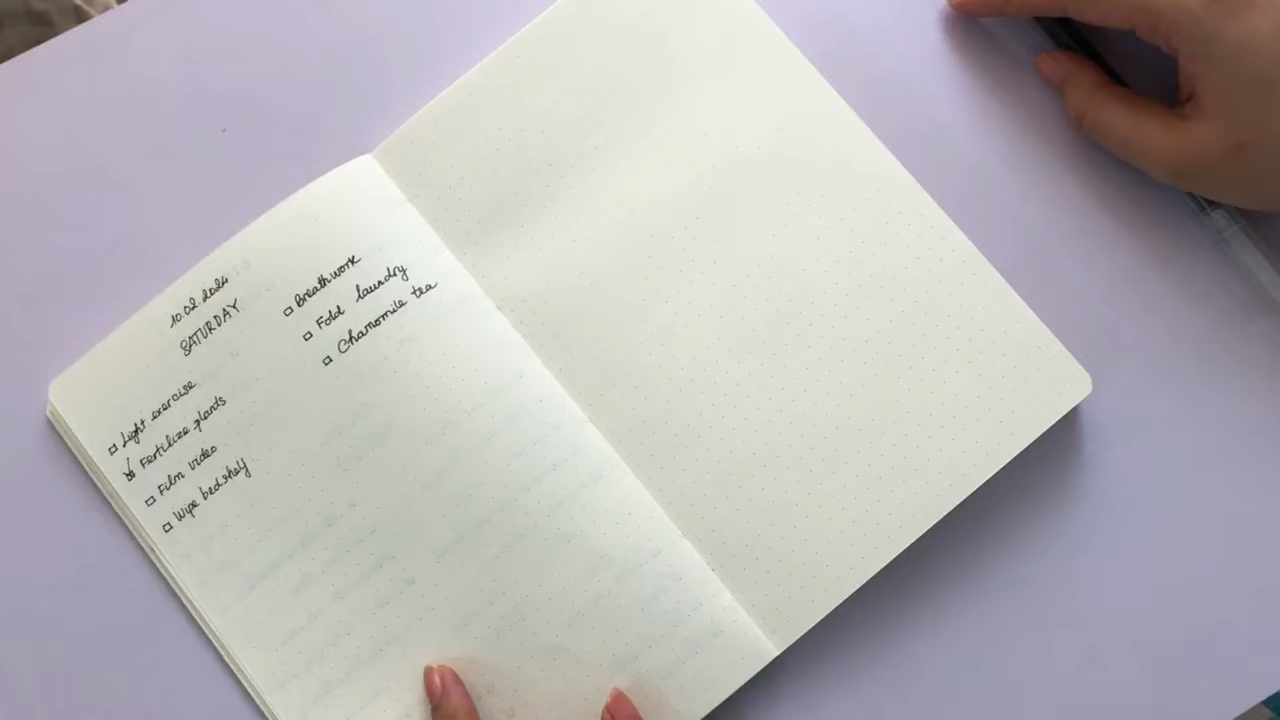 10.02.2024
SATURDAY
Light exercise
Fertilize plants
Film video
Wipe bedshelf
Breathwork
Fold laundry
Chamomile tea